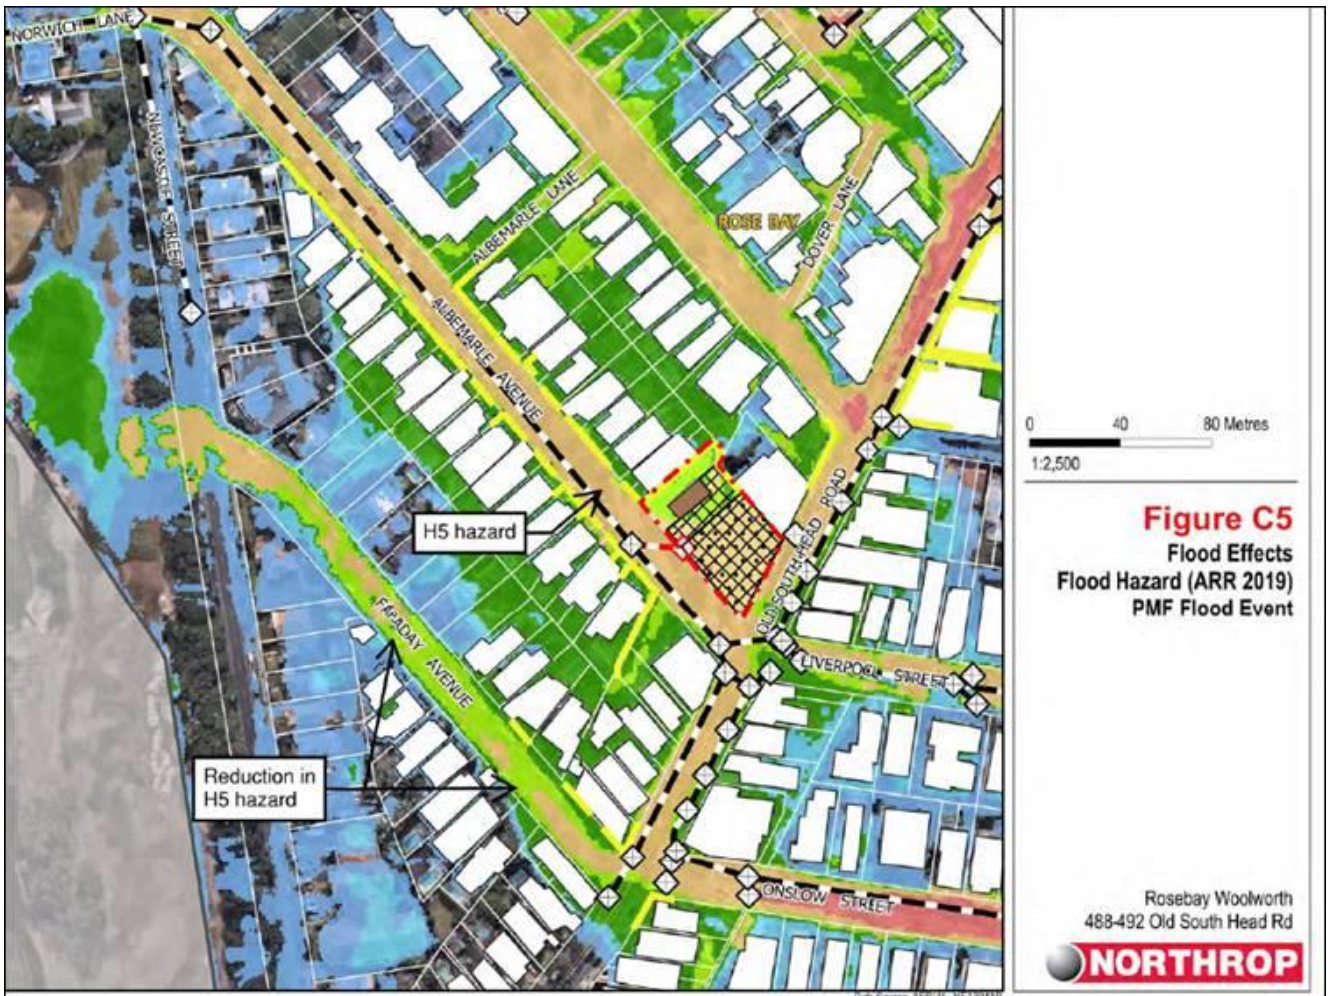 NORWICH LANE
NEWCASTLE STREET
ALBEMARLE LANE
ROSE BAY
DOVER LANE
ALBEMARLE AVENUE
H5 hazard
OLD SOUTH HEAD ROAD
FARADAY AVENUE
LIVERPOOL STREET
Reduction in
H5 hazard
ONSLOW STREET
0 40 80 Metres
1:2,500
Figure C5
Flood Effects
Flood Hazard (ARR 2019)
PMF Flood Event
Rosebay Woolworth
488-492 Old South Head Rd
NORTHROP